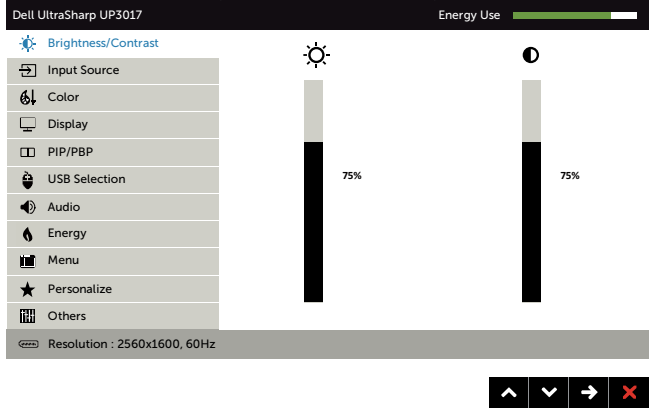 Dell UltraSharp UP3017 Energy Use
Brightness/Contrast
Input Source
Color
Display
PIP/PBP
USB Selection
Audio
Energy
Menu
Personalize
Others
75% 75%
Resolution : 2560x1600, 60Hz